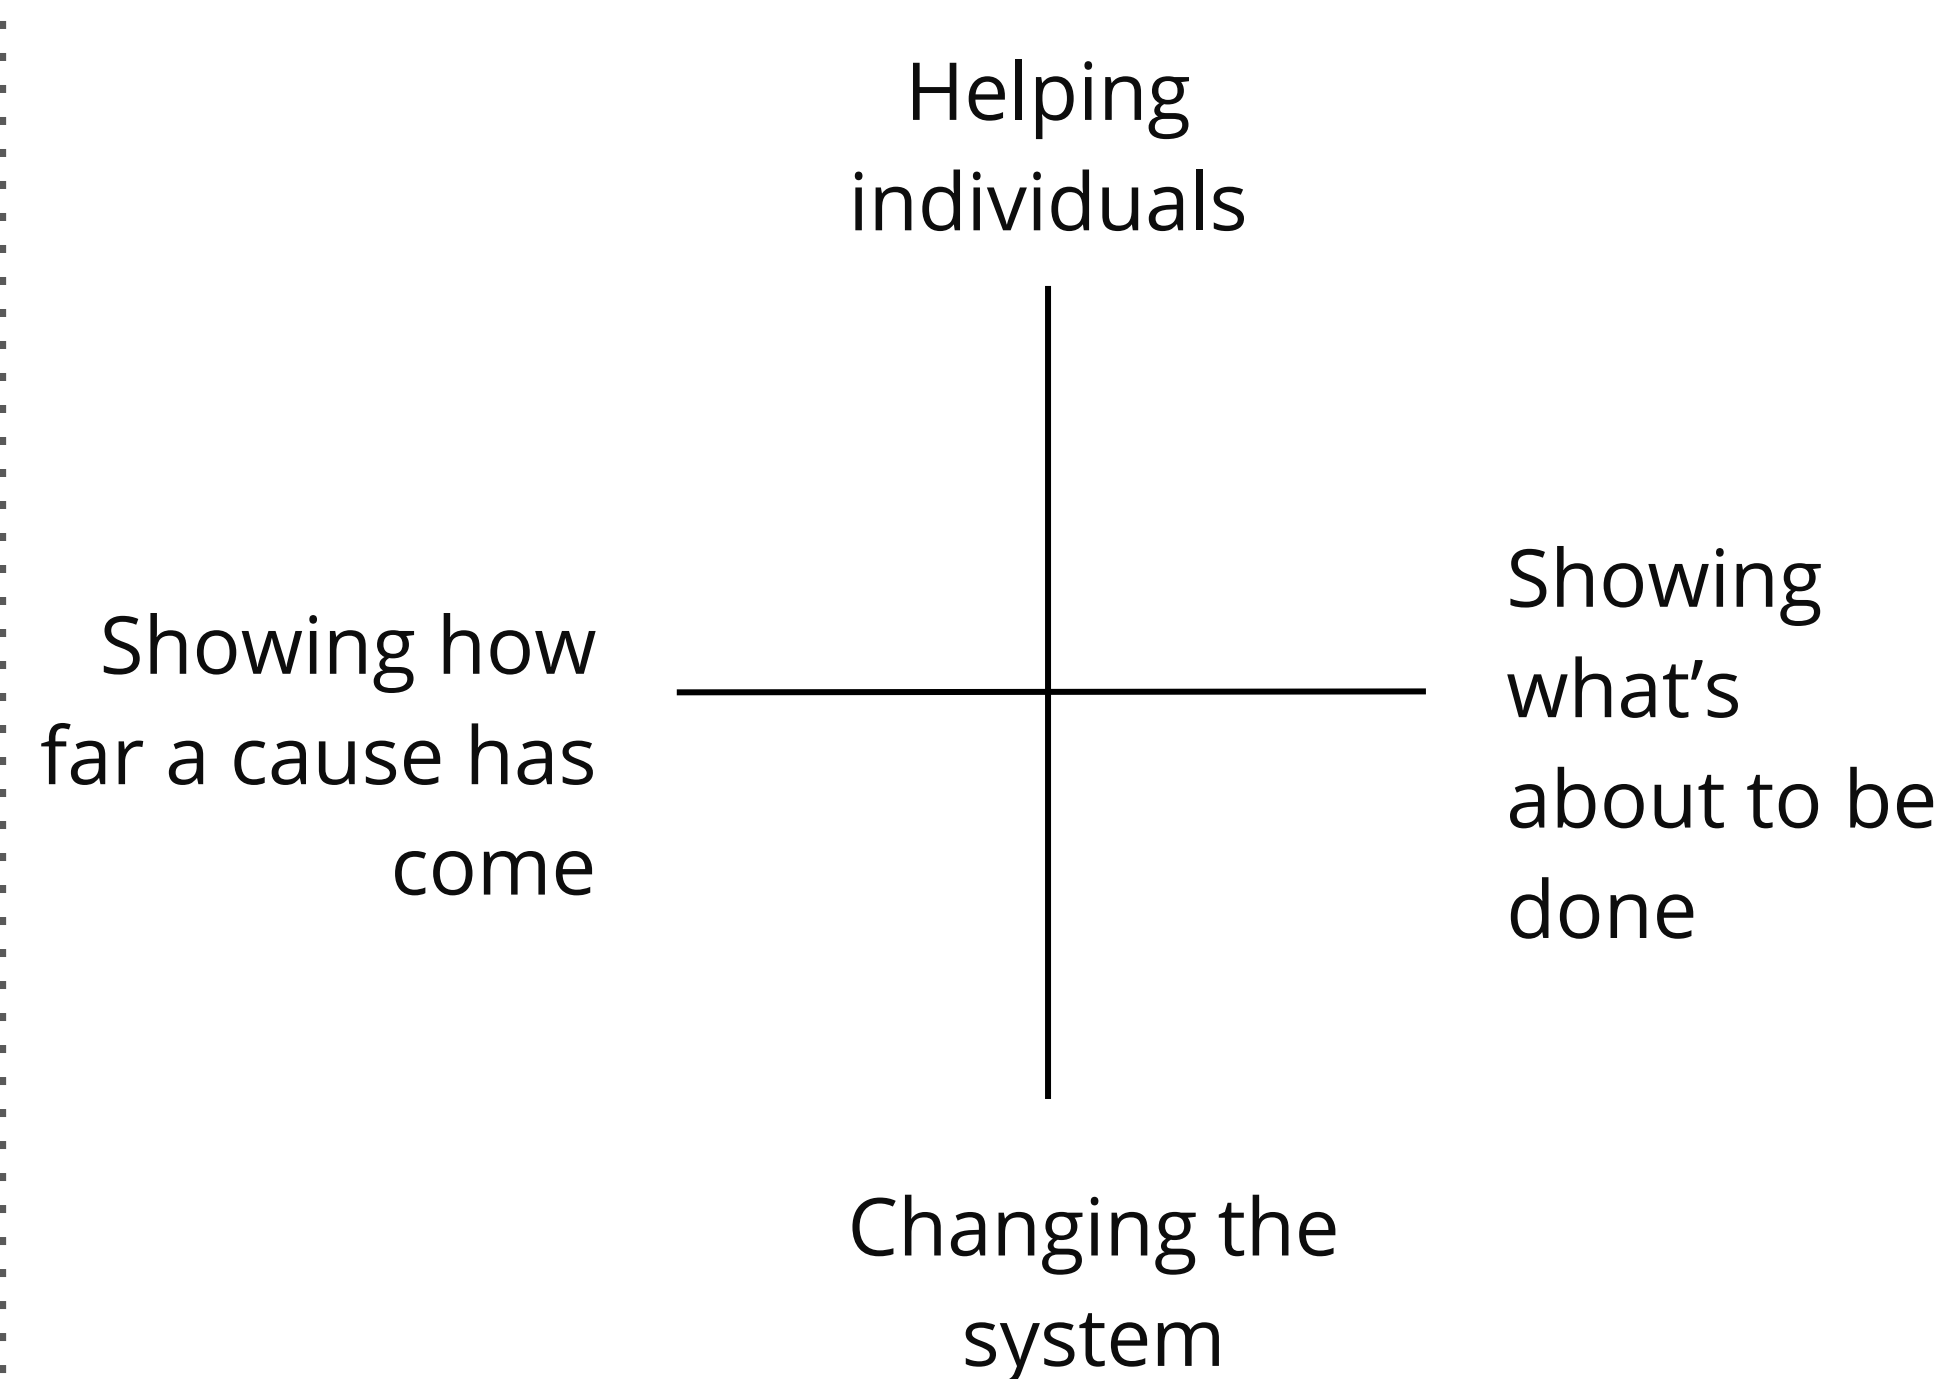 Helping
individuals
Showing how
far a cause has
come
Showing
what’s
about to be
done
Changing the
system